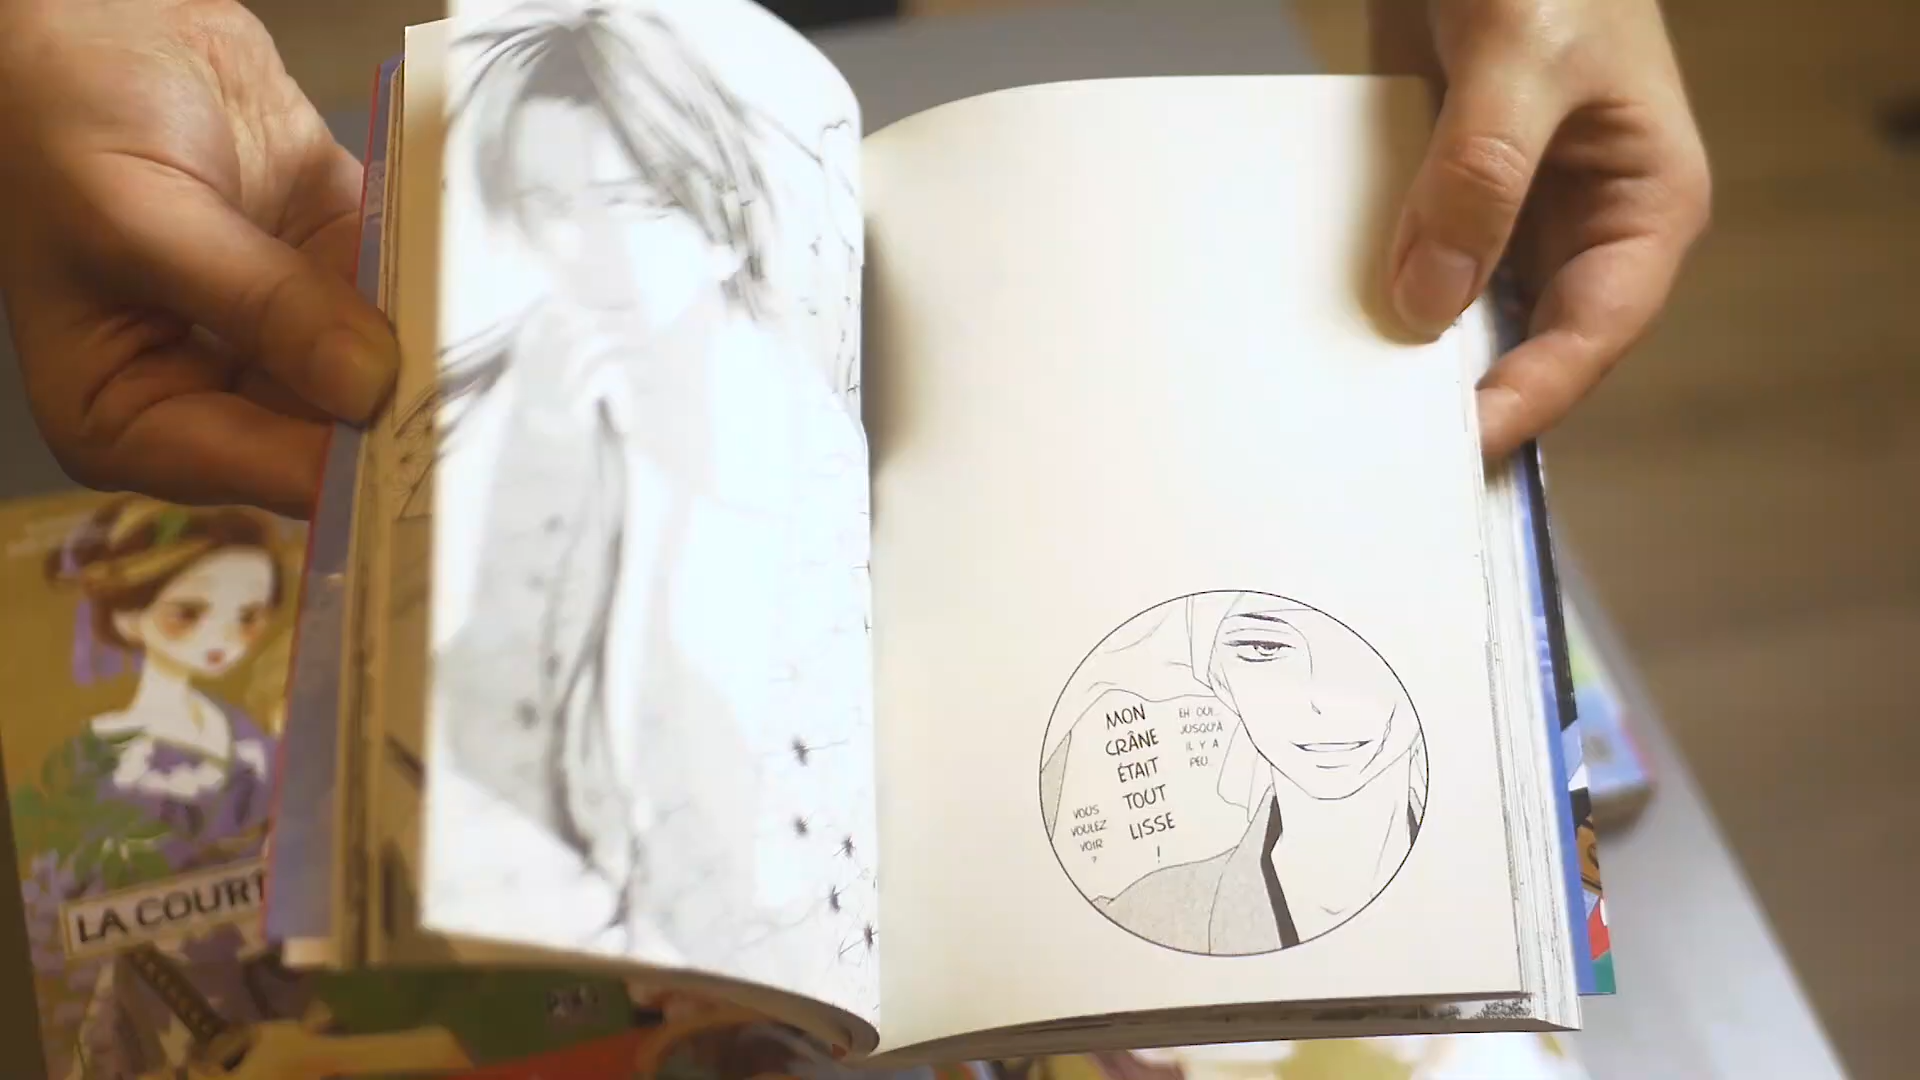 EH OUI...
JUSQU'À
IL Y A
PEU...
MON
CRÂNE
ÉTAIT
TOUT
LISSE
!
VOUS
VOULEZ
VOIR
?
LA COURT